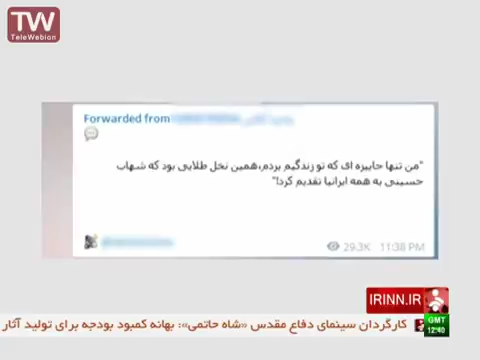 TW
TeleWebion
Forwarded from
"من تنها جاییزه ای که تو زندگیم بردم،همین نخل طلایی بود که شهاب
حسینی به همه ایرانیا تقدیم کرد!"
29.3K 11:38 PM
IRINN.IR
GMT
12:40
کارگردان سینمای دفاع مقدس «شاه حاتمی»: بهانه کمبود بودجه برای تولید آثار